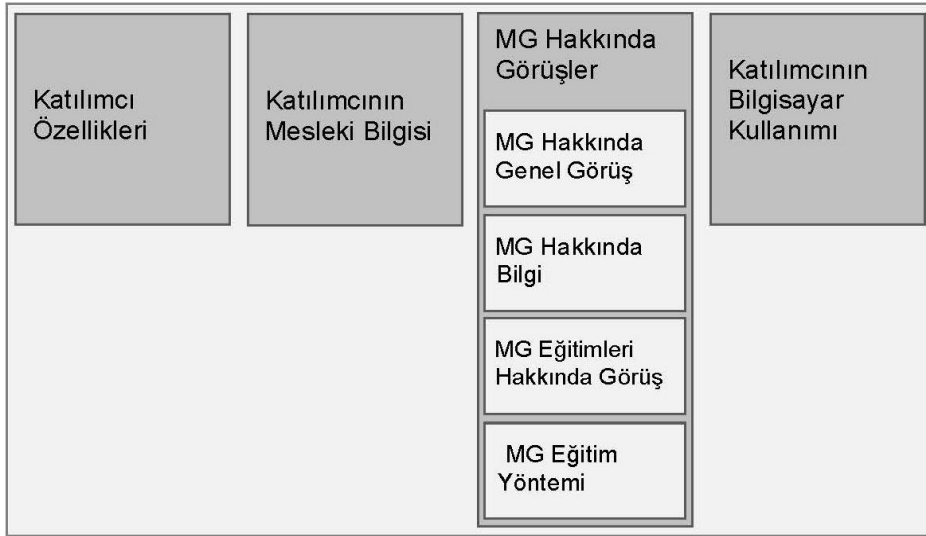 Katılımcı
Özellikleri
Katılımcının
Mesleki Bilgisi
MG Hakkında
Görüşler
MG Hakkında
Genel Görüş
MG Hakkında
Bilgi
MG Eğitimleri
Hakkında Görüş
MG Eğitim
Yöntemi
Katılımcının
Bilgisayar
Kullanımı